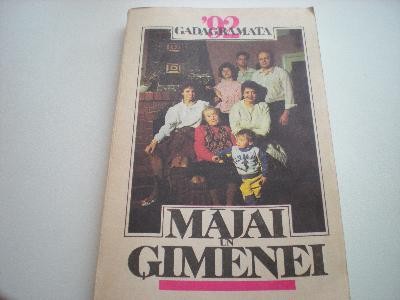 '92
GADAGRĀMATA
MĀJAI
UN
ĢIMENEI